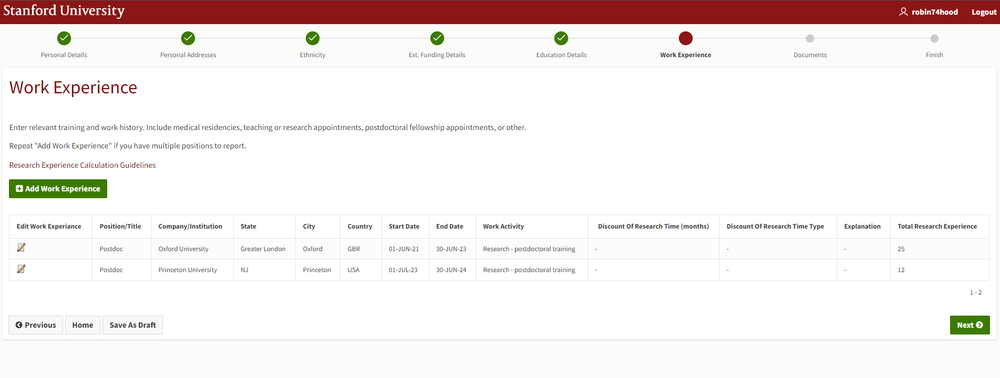 Stanford University
robin74hood Logout
Personal Details Personal Addresses Ethnicity Ext. Funding Details Education Details Work Experience Documents Finish
Work Experience
Enter relevant training and work history. Include medical residencies, teaching or research appointments, postdoctoral fellowship appointments, or other.
Repeat "Add Work Experience" if you have multiple positions to report.
Research Experience Calculation Guidelines
Add Work Experience
Edit Work Experiance Position/Title Company/Institution State City Country Start Date End Date Work Activity Discount Of Research Time (months) Discount Of Research Time Type Explanation Total Research Experience
Postdoc Oxford University Greater London Oxford GBR 01-JUN-21 30-JUN-23 Research - postdoctoral training - - - 25
Postdoc Princeton University NJ Princeton USA 01-JUL-23 30-JUN-24 Research - postdoctoral training - - - 12
1 - 2
Previous Home Save As Draft Next